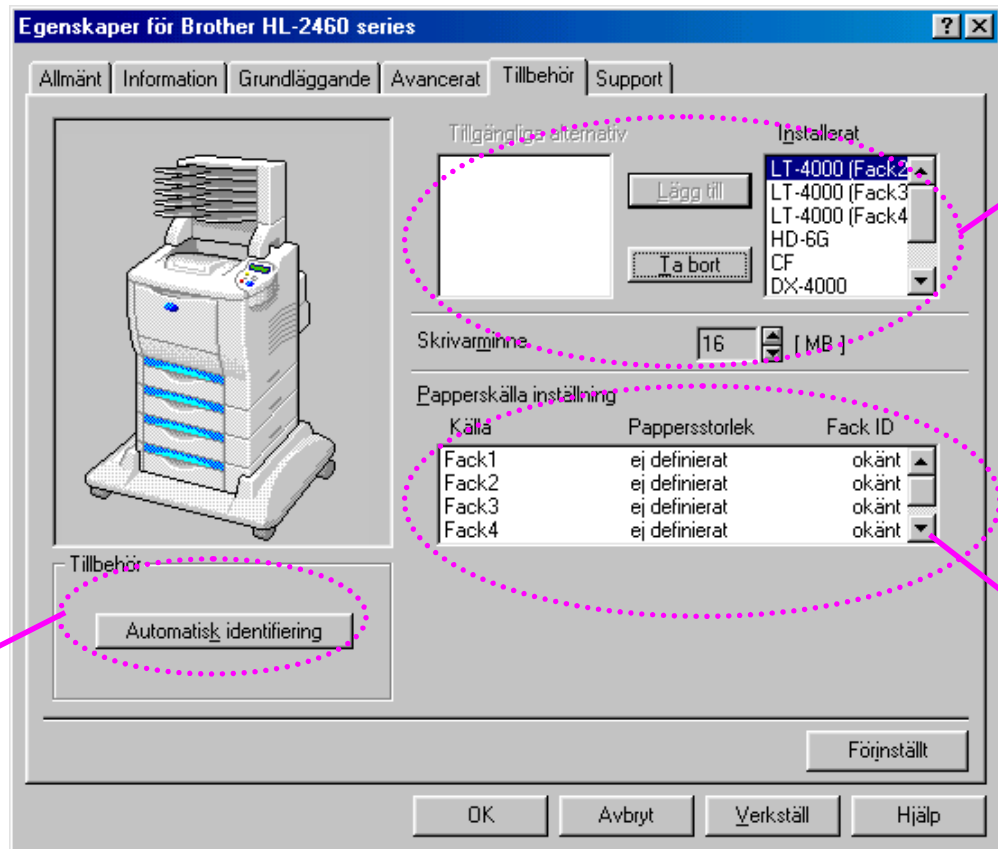 Egenskaper för Brother HL-2460 series
Allmänt Information Grundläggande Avancerat Tillbehör Support
Tillgängliga alternativ
Installerat
Lägg till
Ta bort
LT-4000 (Fack2
LT-4000 (Fack3
LT-4000 (Fack4
HD-6G
CF
DX-4000
Skrivarminne 16 [ MB ]
Papperskälla inställning
Källa Pappersstorlek Fack ID
Fack1 ej definierat okänt
Fack2 ej definierat okänt
Fack3 ej definierat okänt
Fack4 ej definierat okänt
Tillbehör
Automatisk identifiering
Förinställt
OK Avbryt Verkställ Hjälp